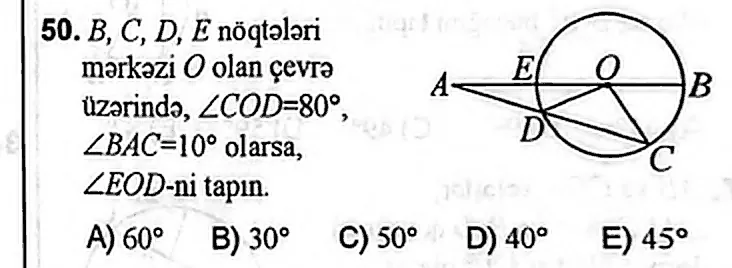 50. B, C, D, E nöqtələri
mərkəzi O olan çevrə
üzərində, ∠COD=80°,
∠BAC=10° olarsa,
∠EOD-ni tapın.
A E O B
D
C
A) 60° B) 30° C) 50° D) 40° E) 45°